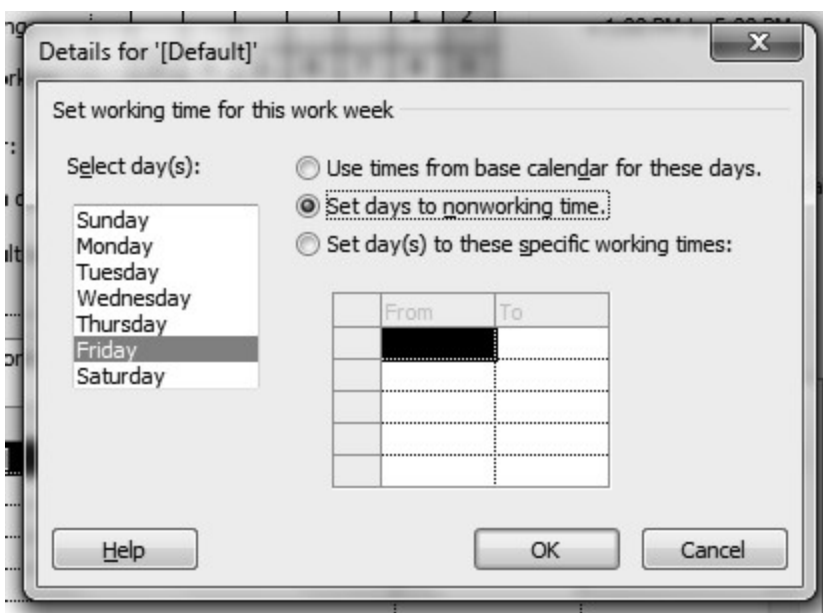 1 2
Details for '[Default]'
Set working time for this work week
Select day(s):
Sunday
Monday
Tuesday
Wednesday
Thursday
Friday
Saturday
Use times from base calendar for these days.
Set days to nonworking time.
Set day(s) to these specific working times:
From To
Help OK Cancel